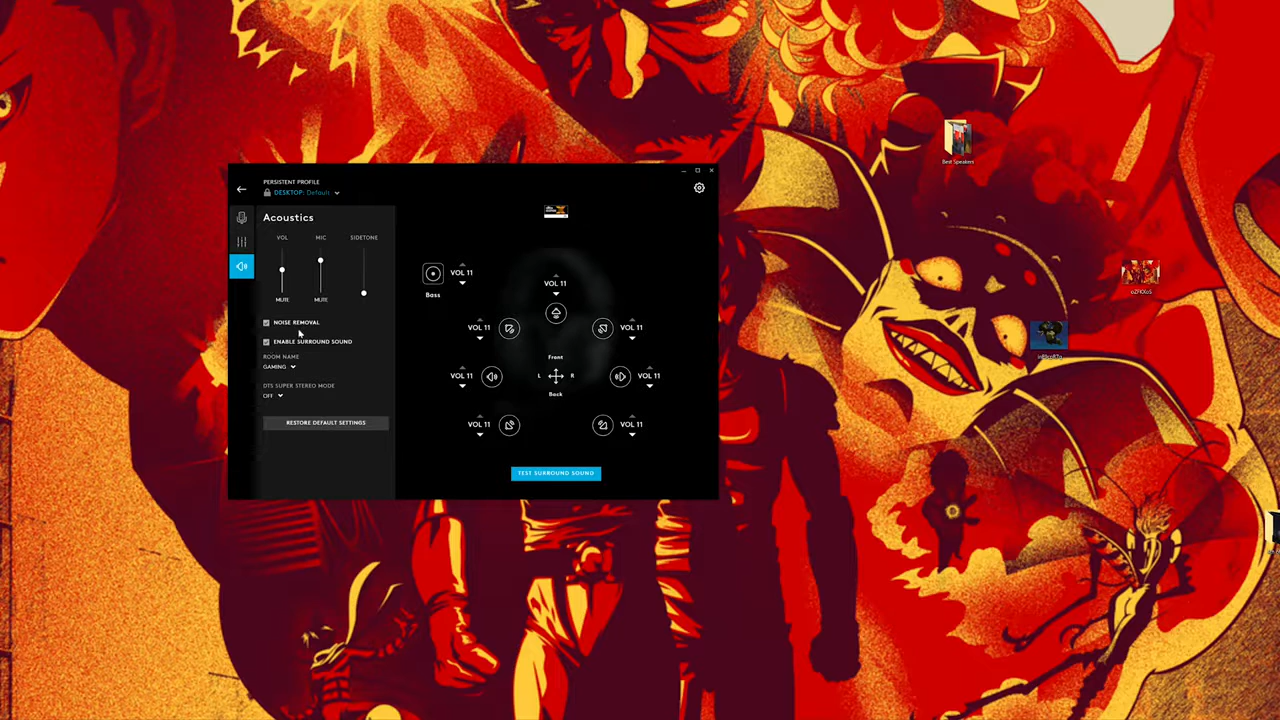 PERSISTENT PROFILE
DESKTOP: Default
Acoustics
VOL MIC SIDETONE
MUTE MUTE
NOISE REMOVAL
ENABLE SURROUND SOUND
ROOM NAME
GAMING
DTS SUPER STEREO MODE
OFF
RESTORE DEFAULT SETTINGS
VOL 11
Bass
VOL 11
VOL 11
VOL 11
VOL 11
VOL 11
Front
L R
Back
VOL 11
VOL 11
TEST SURROUND SOUND
Best Speakers